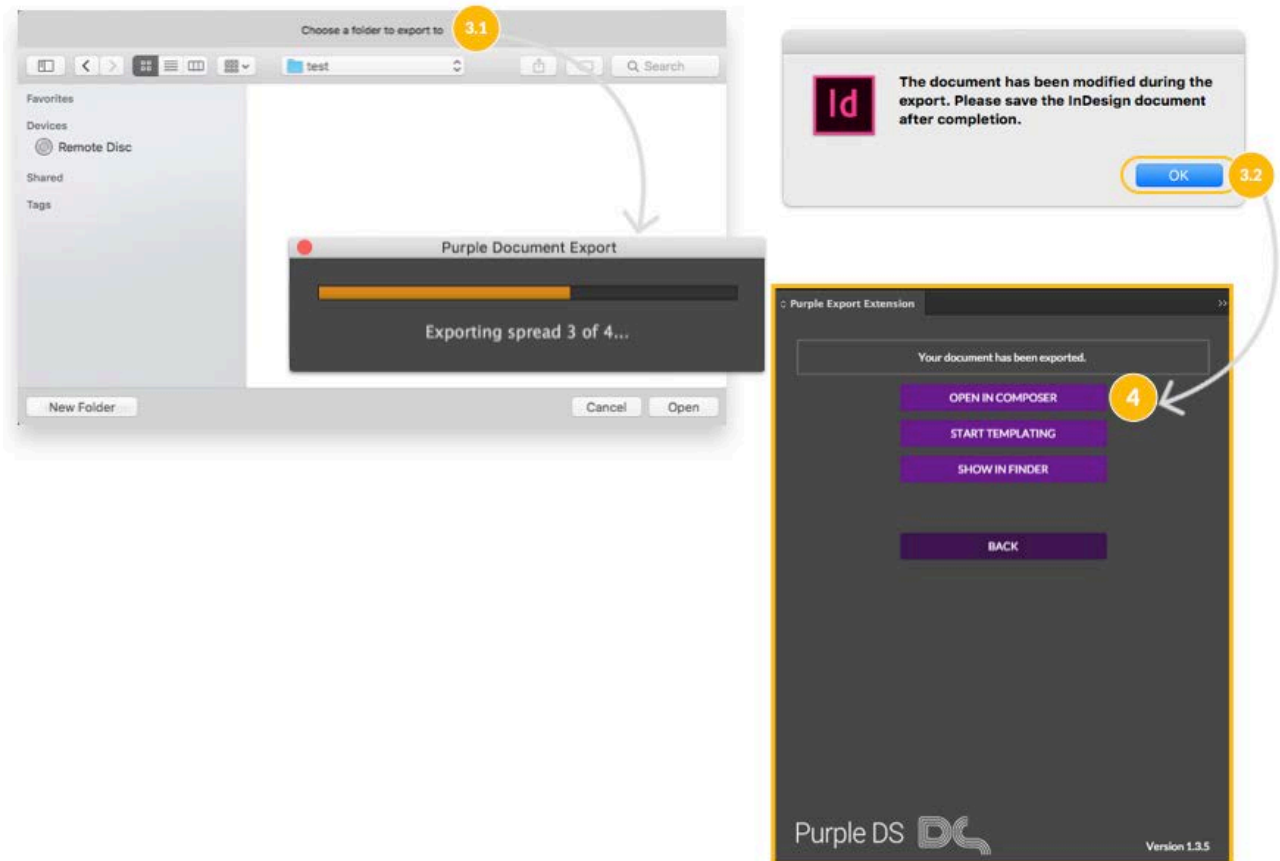 Choose a folder to export to
3.1
test
Search
Favorites
Devices
Remote Disc
Shared
Tags
New Folder
Cancel
Open
Purple Document Export
Exporting spread 3 of 4...
Id
The document has been modified during the
export. Please save the InDesign document
after completion.
OK
3.2
Purple Export Extension
>>
Your document has been exported.
OPEN IN COMPOSER
4
START TEMPLATING
SHOW IN FINDER
BACK
Purple DS
Version 1.3.5